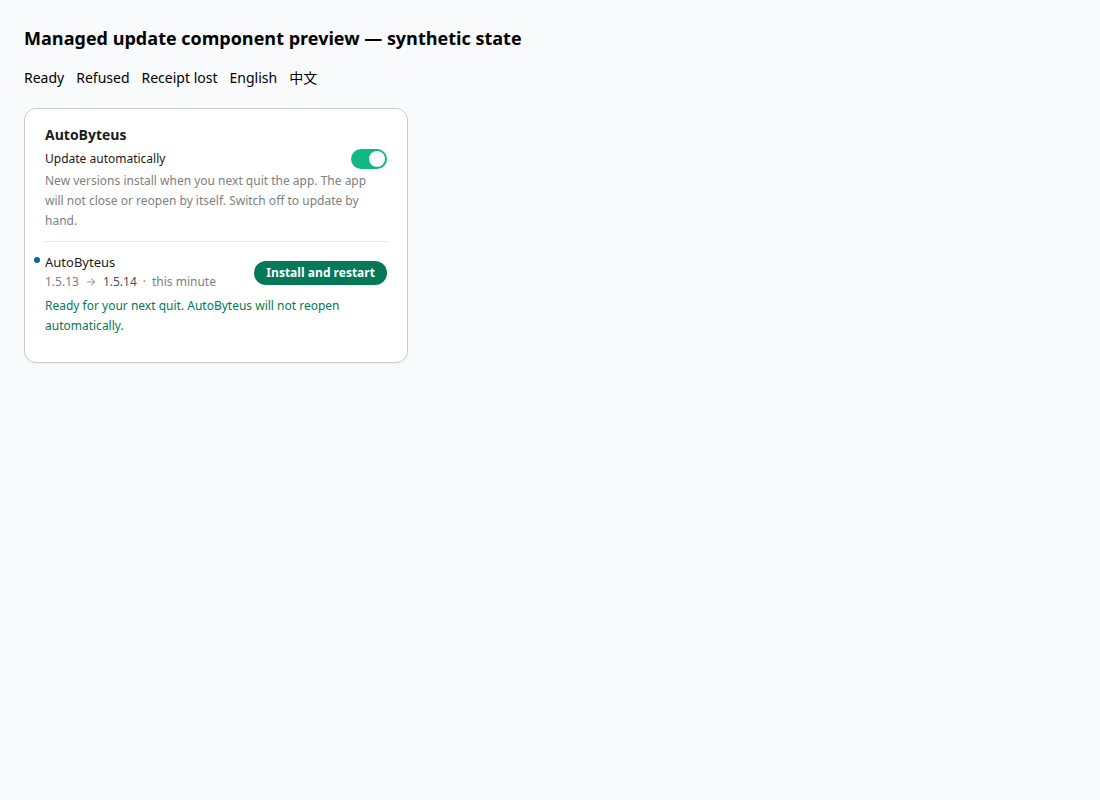 Managed update component preview — synthetic state
Ready Refused Receipt lost English 中文
AutoByteus
Update automatically
New versions install when you next quit the app. The app
will not close or reopen by itself. Switch off to update by
hand.
AutoByteus
1.5.13 → 1.5.14 · this minute
Install and restart
Ready for your next quit. AutoByteus will not reopen
automatically.